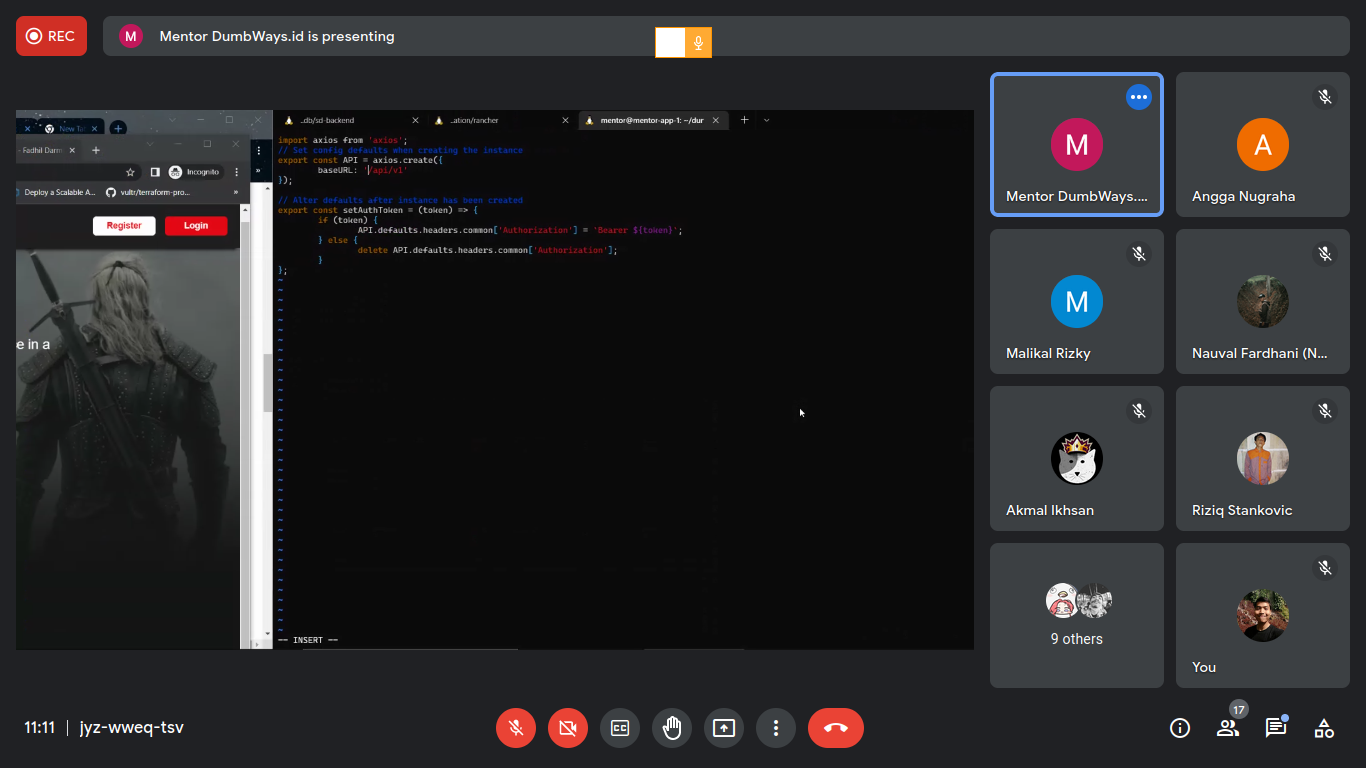 REC
M
Mentor DumbWays.id is presenting
New Ta
- Fadhil Darm
Incognito
Deploy a Scalable A...
vultr/terraform-pro...
»
»
Register
Login
e in a
..db/sd-backend
..ation/rancher
mentor@mentor-app-1: ~/dur
import axios from 'axios';
// Set config defaults when creating the instance
export const API = axios.create({
baseURL: '/api/v1'
});
// Alter defaults after instance has been created
export const setAuthToken = (token) => {
if (token) {
API.defaults.headers.common['Authorization'] = `Bearer ${token}`;
} else {
delete API.defaults.headers.common['Authorization'];
}
};
-- INSERT --
M
Mentor DumbWays....
A
Angga Nugraha
M
Malikal Rizky
Nauval Fardhani (N...
Akmal Ikhsan
Riziq Stankovic
9 others
You
11:11 | jyz-wweq-tsv
CC
17